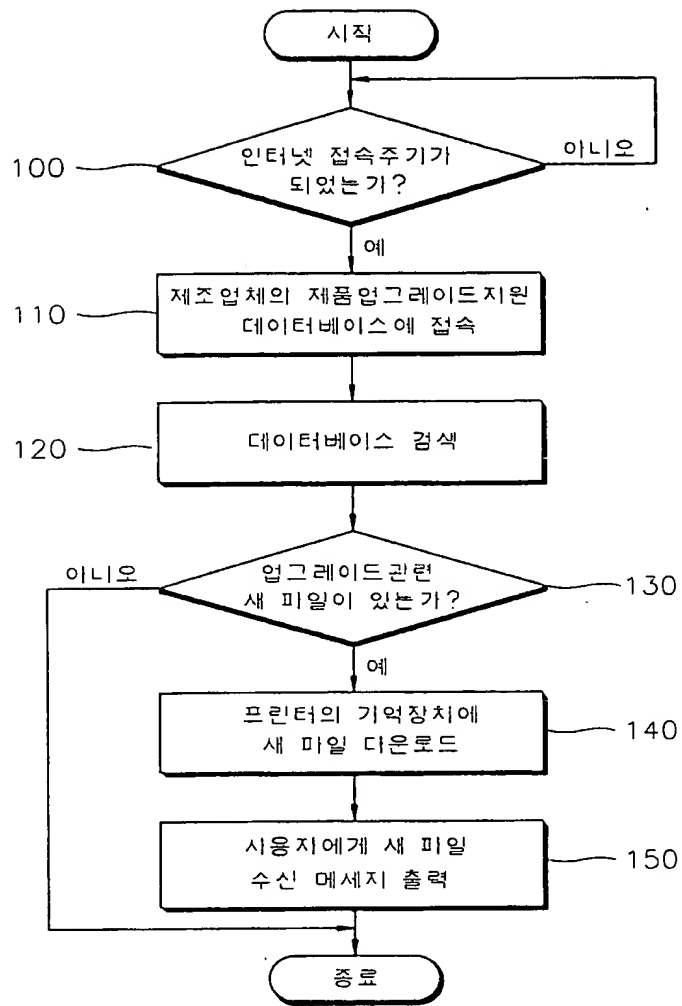 시작
인터넷 접속주기가
되었는가?
아니오
100
예
제조업체의 제품업그레이드지원
데이터베이스에 접속
110
데이터베이스 검색
120
아니오
업그레이드관련
새 파일이 있는가?
130
예
프린터의 기억장치에
새 파일 다운로드
140
사용자에게 새 파일
수신 메세지 출력
150
종료